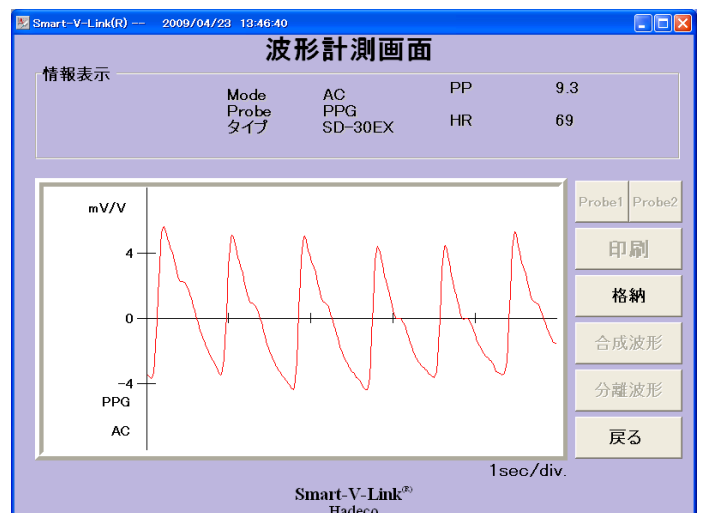 Smart-V-Link(R) -- 2009/04/23 13:46:40
波形計測画面
情報表示
Mode AC PP 9.3
Probe PPG
タイプ SD-30EX HR 69
mV/V
4
0
-4
PPG
AC
1sec/div.
Probe1 Probe2
印刷
格納
合成波形
分離波形
戻る
Smart-V-Link(R)
Hadeco